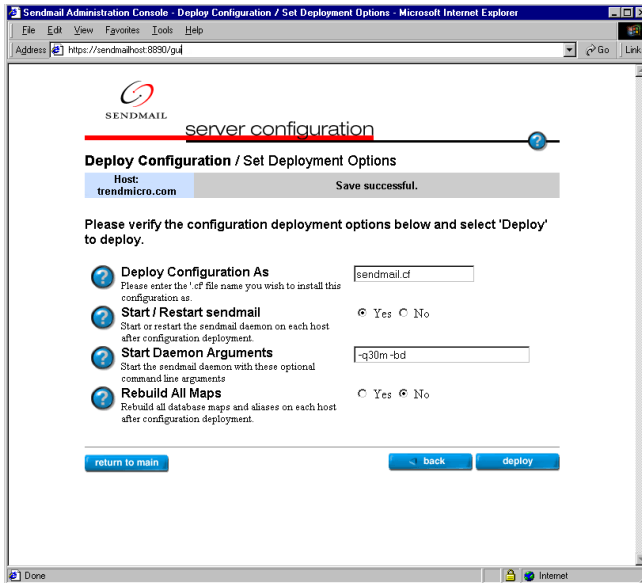 Sendmail Administration Console - Deploy Configuration / Set Deployment Options - Microsoft Internet Explorer
File Edit View Favorites Tools Help
Address https://sendmailhost:8890/gui Go Link
SENDMAIL
server configuration
Deploy Configuration / Set Deployment Options
Host:
trendmicro.com
Save successful.
Please verify the configuration deployment options below and select 'Deploy'
to deploy.
Deploy Configuration As
sendmail.cf
Please enter the '.cf' file name you wish to install this
configuration as.
Start / Restart sendmail
Yes No
Start or restart the sendmail daemon on each host
after configuration deployment.
Start Daemon Arguments
-q30m -bd
Start the sendmail daemon with these optional
command line arguments
Rebuild All Maps
Yes No
Rebuild all database maps and aliases on each host
after configuration deployment.
return to main back deploy
Done Internet